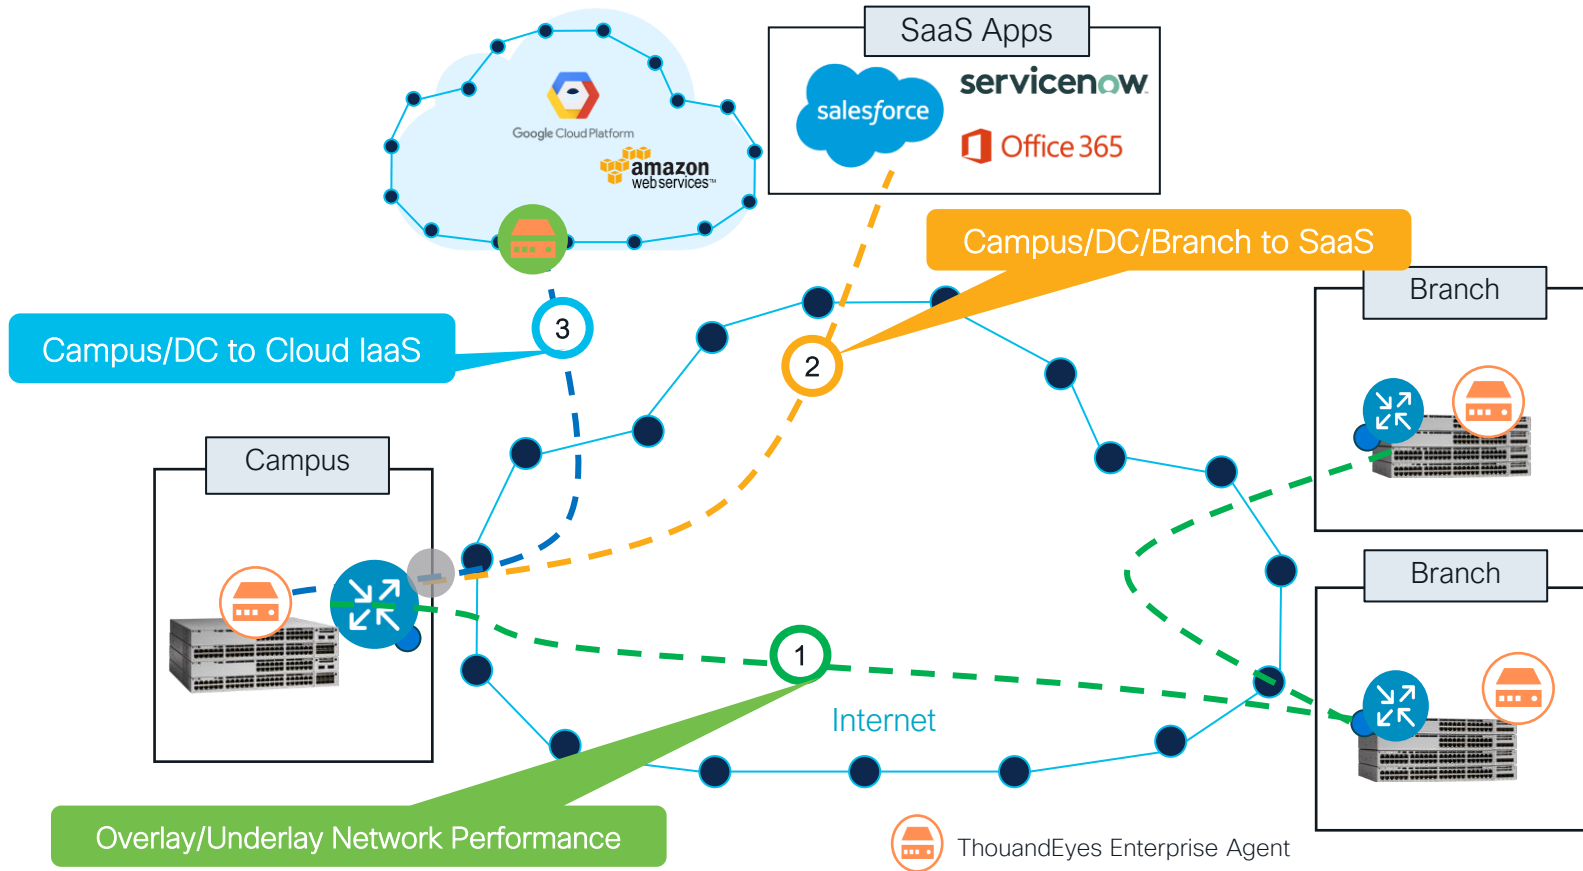 SaaS Apps
Google Cloud Platform
amazon
web services™
salesforce
servicenow
Office 365
Campus/DC/Branch to SaaS
Branch
3
Campus/DC to Cloud IaaS
2
Campus
Branch
1
Internet
Overlay/Underlay Network Performance
ThouandEyes Enterprise Agent